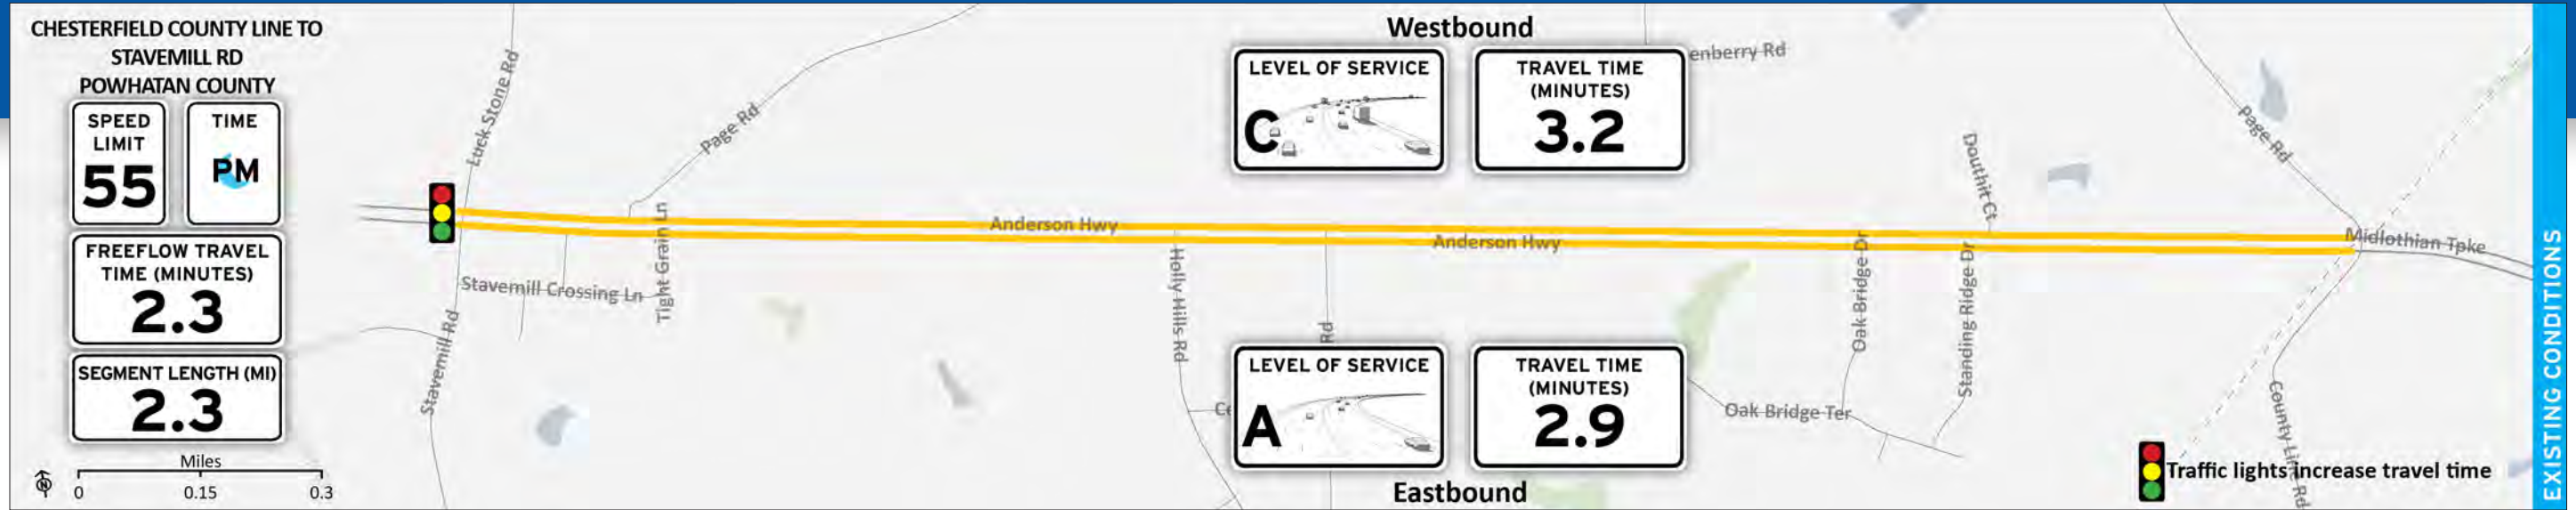 CHESTERFIELD COUNTY LINE TO
STAVEMILL RD
POWHATAN COUNTY
SPEED
LIMIT
55
TIME
PM
FREEFLOW TRAVEL
TIME (MINUTES)
2.3
SEGMENT LENGTH (MI)
2.3
Miles
0 0.15 0.3
Luck Stone Rd
Page Rd
Stavemill Crossing Ln
Tight Grain Ln
Stavemill Rd
Anderson Hwy
Holly Hills Rd
Westbound
LEVEL OF SERVICE
C
TRAVEL TIME
(MINUTES)
3.2
enberry Rd
Anderson Hwy
Rd
Ce
LEVEL OF SERVICE
A
TRAVEL TIME
(MINUTES)
2.9
Eastbound
Oak Bridge Dr
Oak Bridge Ter
Douthit Ct
Standing Ridge Dr
Page Rd
Midlothian Tpke
County Line Rd
Traffic lights increase travel time
EXISTING CONDITIONS